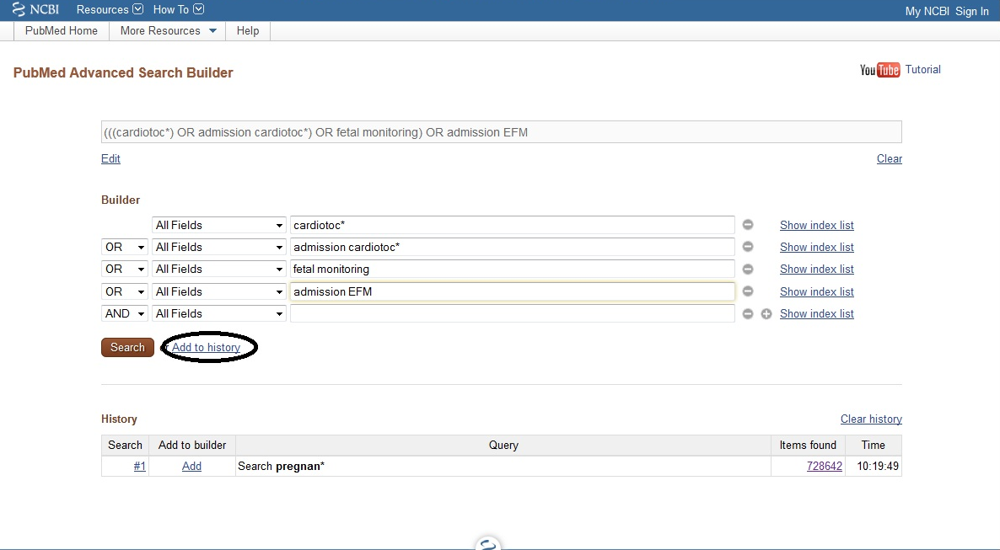 NCBI Resources How To My NCBI Sign In
PubMed Home More Resources Help
PubMed Advanced Search Builder YouTube Tutorial
(((cardiotoc*) OR admission cardiotoc*) OR fetal monitoring) OR admission EFM
Edit Clear
Builder
All Fields cardiotoc* Show index list
OR All Fields admission cardiotoc* Show index list
OR All Fields fetal monitoring Show index list
OR All Fields admission EFM Show index list
AND All Fields Show index list
Search Add to history
History Clear history
Search Add to builder Query Items found Time
#1 Add Search pregnan* 728642 10:19:49